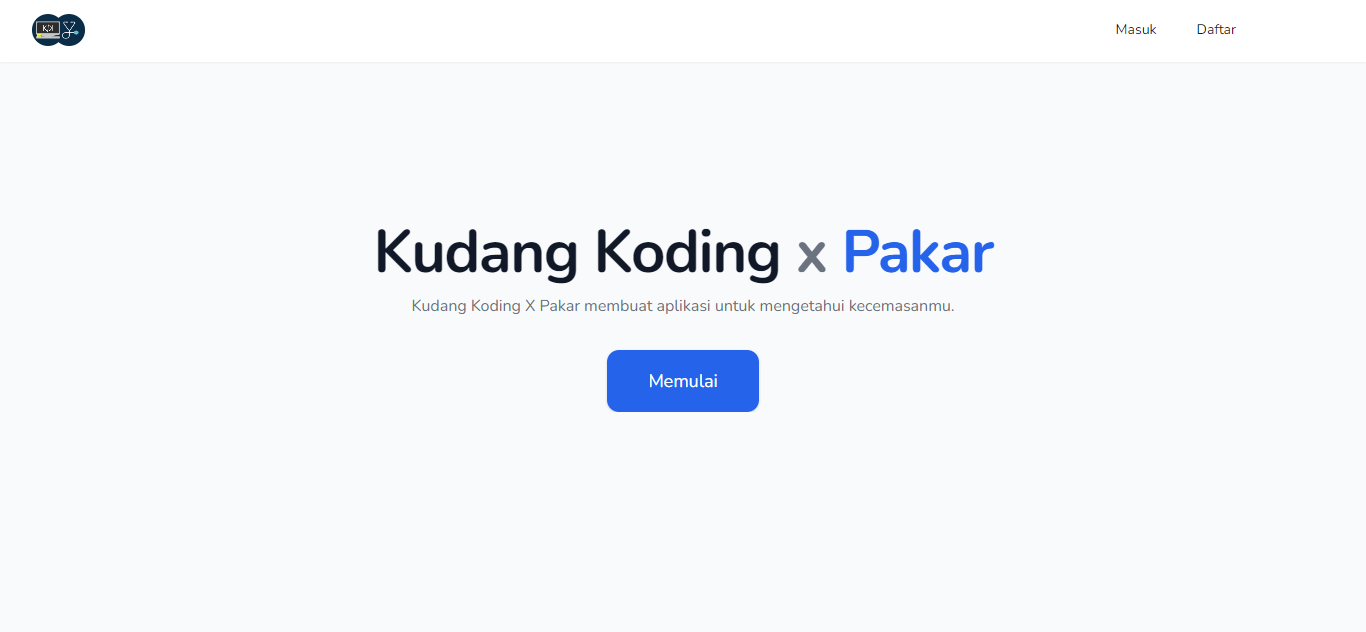 Masuk Daftar
Kudang Koding x Pakar
Kudang Koding X Pakar membuat aplikasi untuk mengetahui kecemasanmu.
Memulai